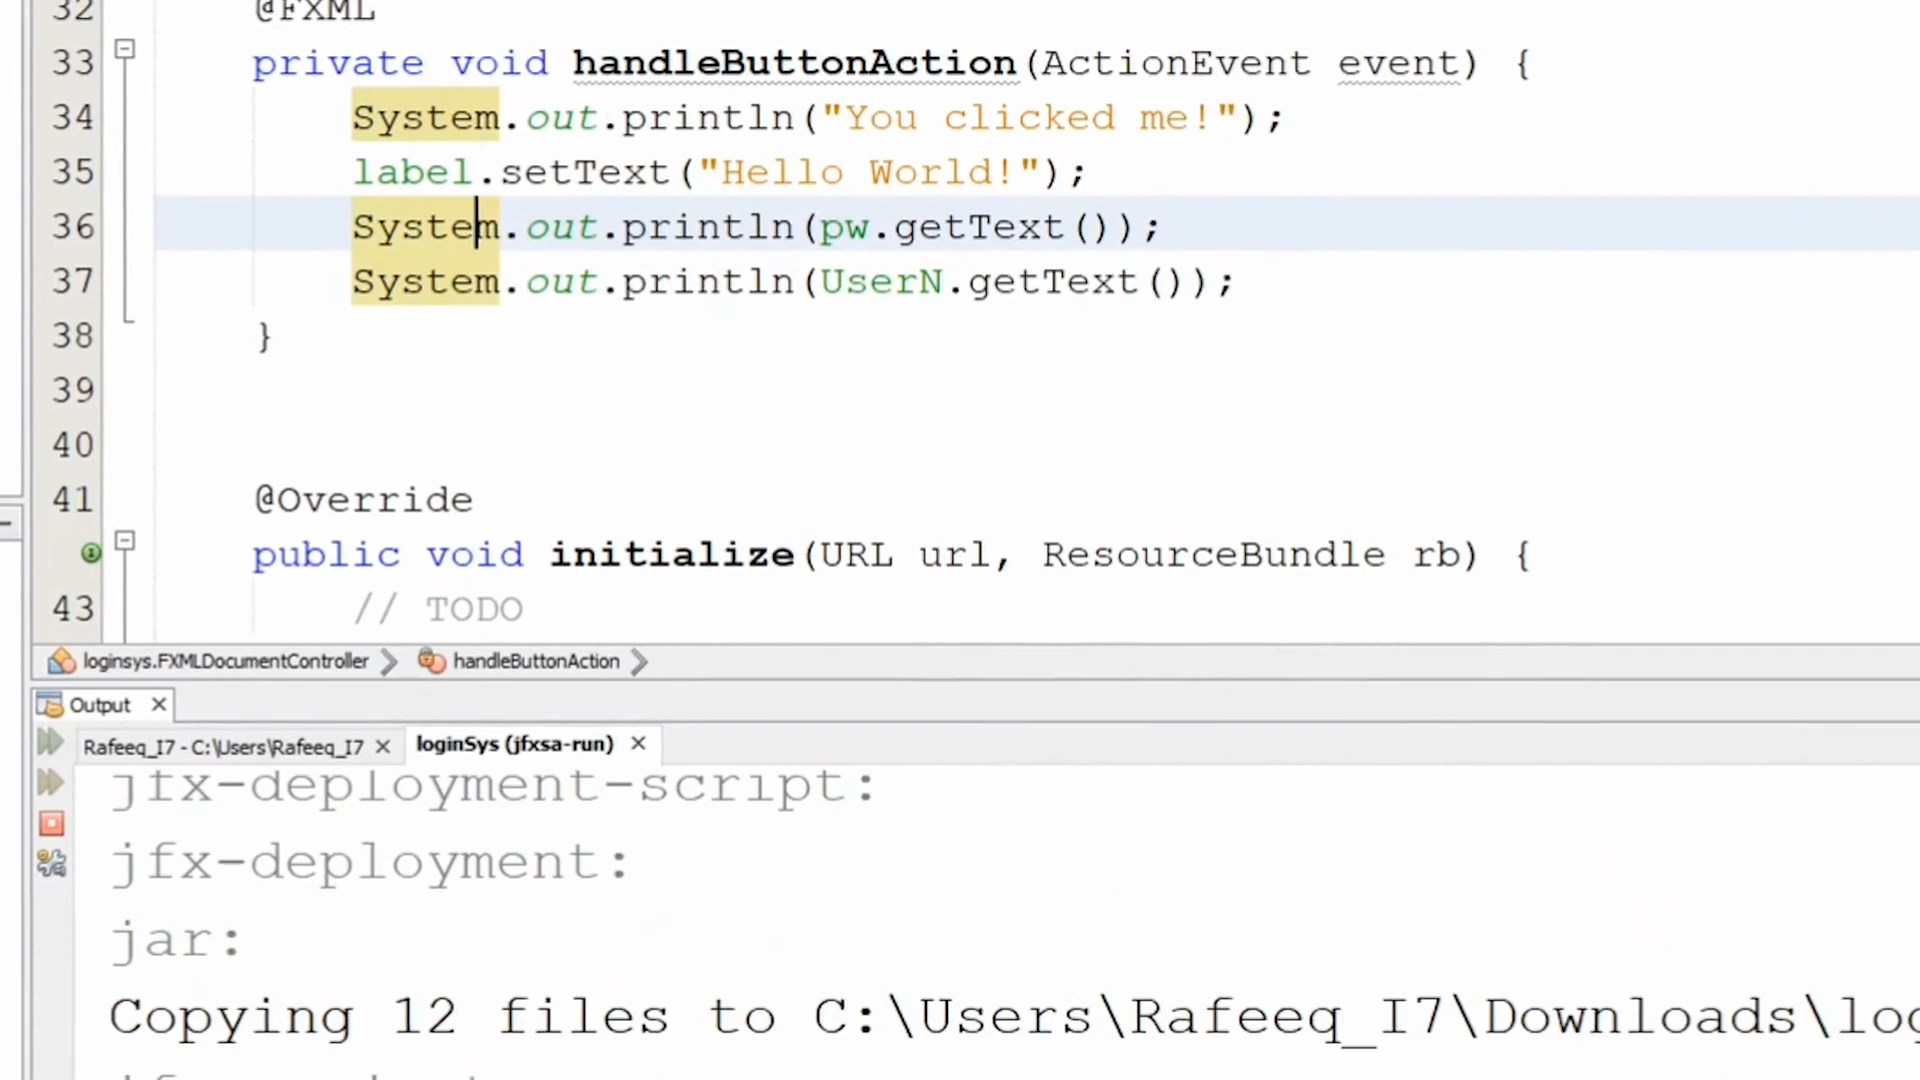 32 @FXML
33 private void handleButtonAction(ActionEvent event) {
34 System.out.println("You clicked me!");
35 label.setText("Hello World!");
36 System.out.println(pw.getText());
37 System.out.println(UserN.getText());
38 }
39
40
41 @Override
public void initialize(URL url, ResourceBundle rb) {
43 // TODO
loginsys.FXMLDocumentController handleButtonAction
Output
Rafeeq_I7 - C:\Users\Rafeeq_I7 loginSys (jfxsa-run)
jfx-deployment-script:
jfx-deployment:
jar:
Copying 12 files to C:\Users\Rafeeq_I7\Downloads\log